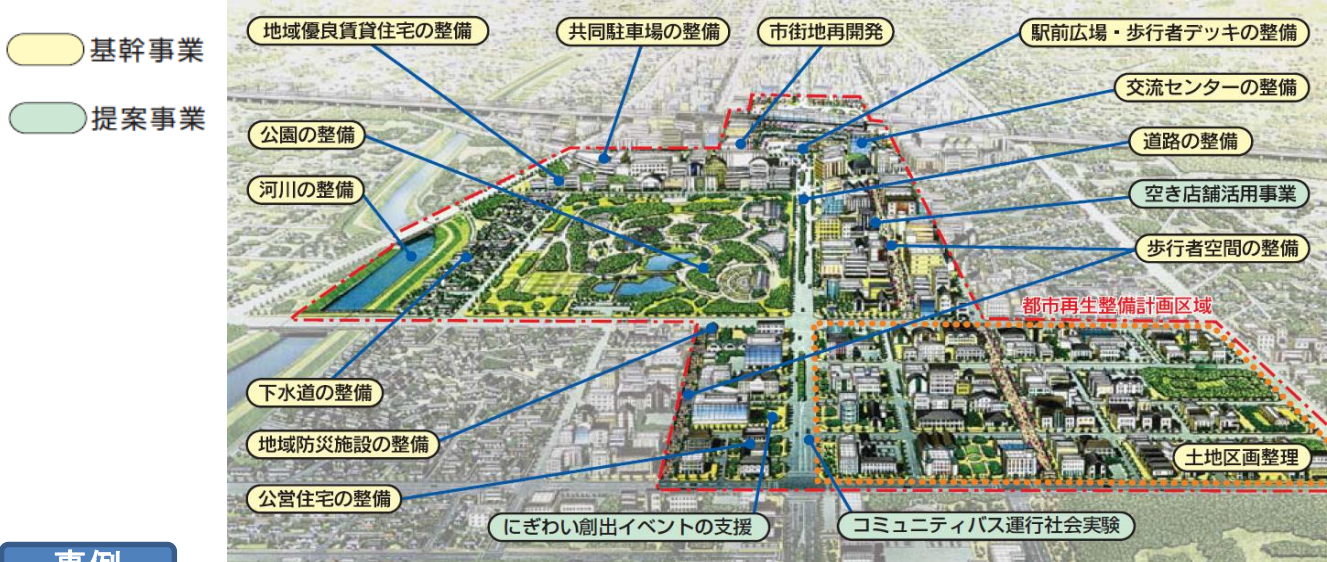 基幹事業
提案事業
地域優良賃貸住宅の整備
共同駐車場の整備
市街地再開発
駅前広場・歩行者デッキの整備
交流センターの整備
公園の整備
道路の整備
河川の整備
空き店舗活用事業
歩行者空間の整備
都市再生整備計画区域
下水道の整備
地域防災施設の整備
土地区画整理
公営住宅の整備
にぎわい創出イベントの支援
コミュニティバス運行社会実験
事例